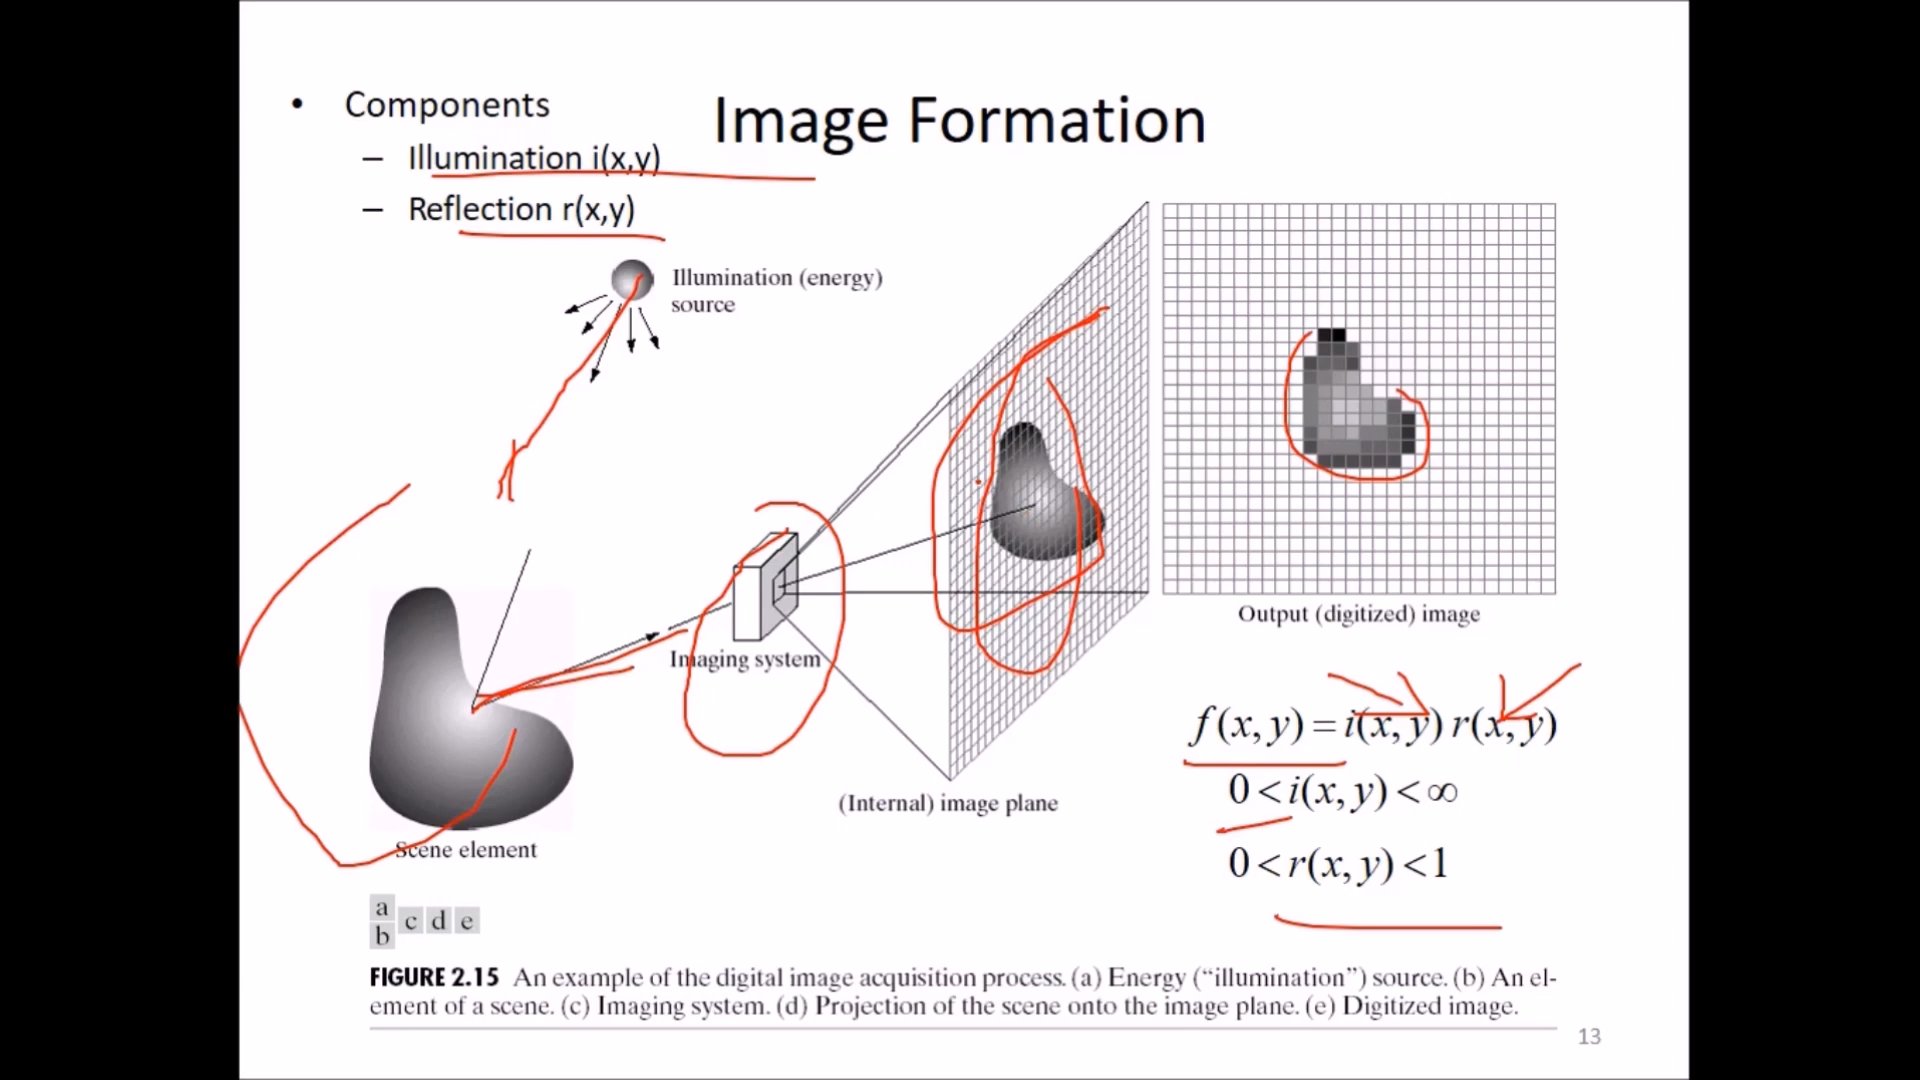 Image Formation
• Components
– Illumination i(x,y)
– Reflection r(x,y)
Illumination (energy)
source
Imaging system
Scene element
(Internal) image plane
Output (digitized) image
f(x, y) = i(x, y) r(x, y)
0 < i(x, y) < ∞
0 < r(x, y) < 1
a
b
c d e
FIGURE 2.15 An example of the digital image acquisition process. (a) Energy (“illumination”) source. (b) An el-
ement of a scene. (c) Imaging system. (d) Projection of the scene onto the image plane. (e) Digitized image.
13